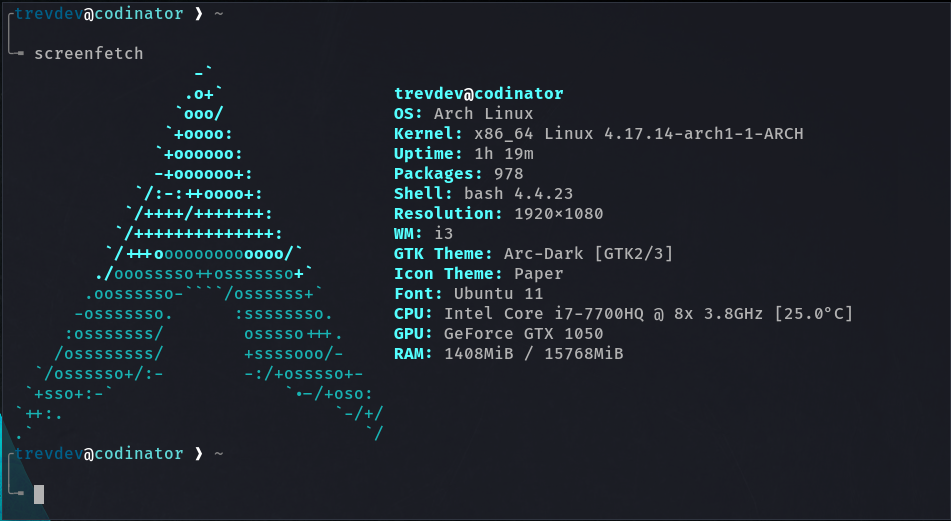 ╭─trevdev@codinator ❯ ~
╰─ screenfetch
                   -`
                  .o+`                  trevdev@codinator
                 `ooo/                  OS: Arch Linux
                `+oooo:                 Kernel: x86_64 Linux 4.17.14-arch1-1-ARCH
               `+oooooo:                Uptime: 1h 19m
               -+oooooo+:               Packages: 978
             `/:-:++oooo+:              Shell: bash 4.4.23
            `/++++/+++++++:             Resolution: 1920x1080
           `/++++++++++++++:            WM: i3
          `/+++ooooooooooooo/`          GTK Theme: Arc-Dark [GTK2/3]
         ./ooosssso++osssssso+`         Icon Theme: Paper
        .oossssso-````/ossssss+`        Font: Ubuntu 11
       -osssssso.      :ssssssso.       CPU: Intel Core i7-7700HQ @ 8x 3.8GHz [25.0°C]
      :osssssss/        osssso+++.      GPU: GeForce GTX 1050
     /ossssssss/        +ssssooo/-      RAM: 1408MiB / 15768MiB
   `/ossssso+/:-        -:/+osssso+-
  `+sso+:-`                 `.-/+oso:
 `++:.                           `-/+/
 .`                                 `/
╭─trevdev@codinator ❯ ~
╰─